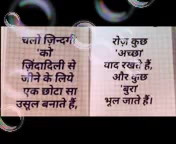 चलो ज़िन्दगी
'को
ज़िंदादिली से
जीने के लिये
एक छोटा सा
उसूल बनाते हैं,
रोज़ कुछ
'अच्छा'
याद रखते हैं,
और कुछ
'बुरा'
भूल जाते हैं।